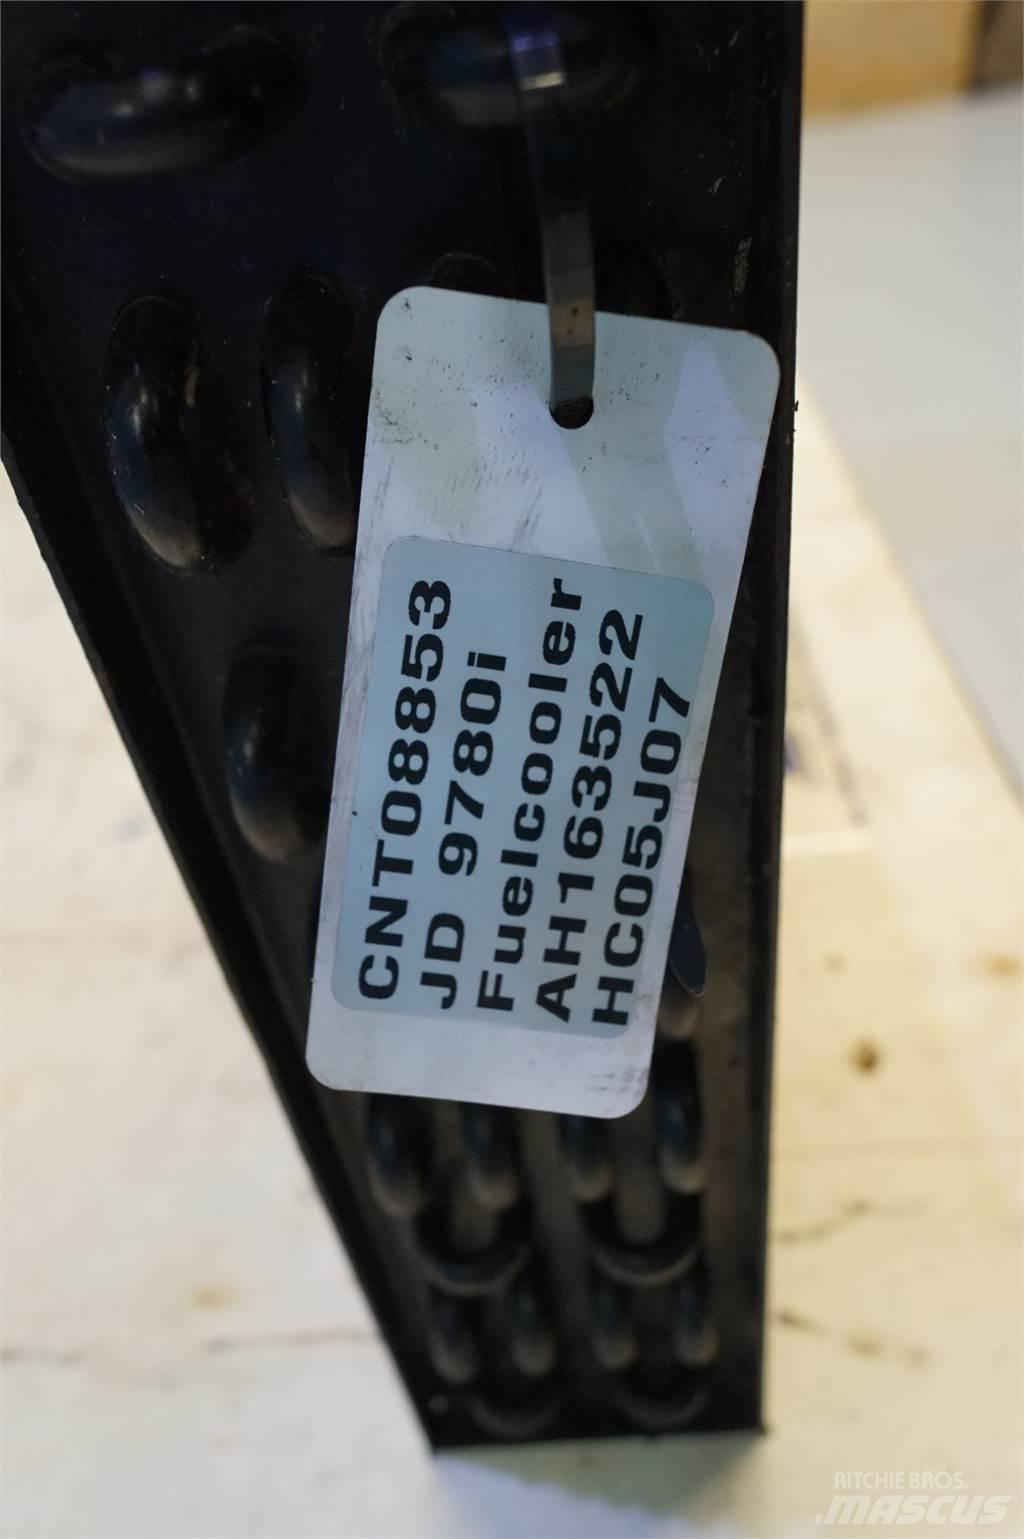 CNT08853
JD 9780i
Fuelcooler
AH163522
HC05J07
RITCHIE BROS.
MASCUS